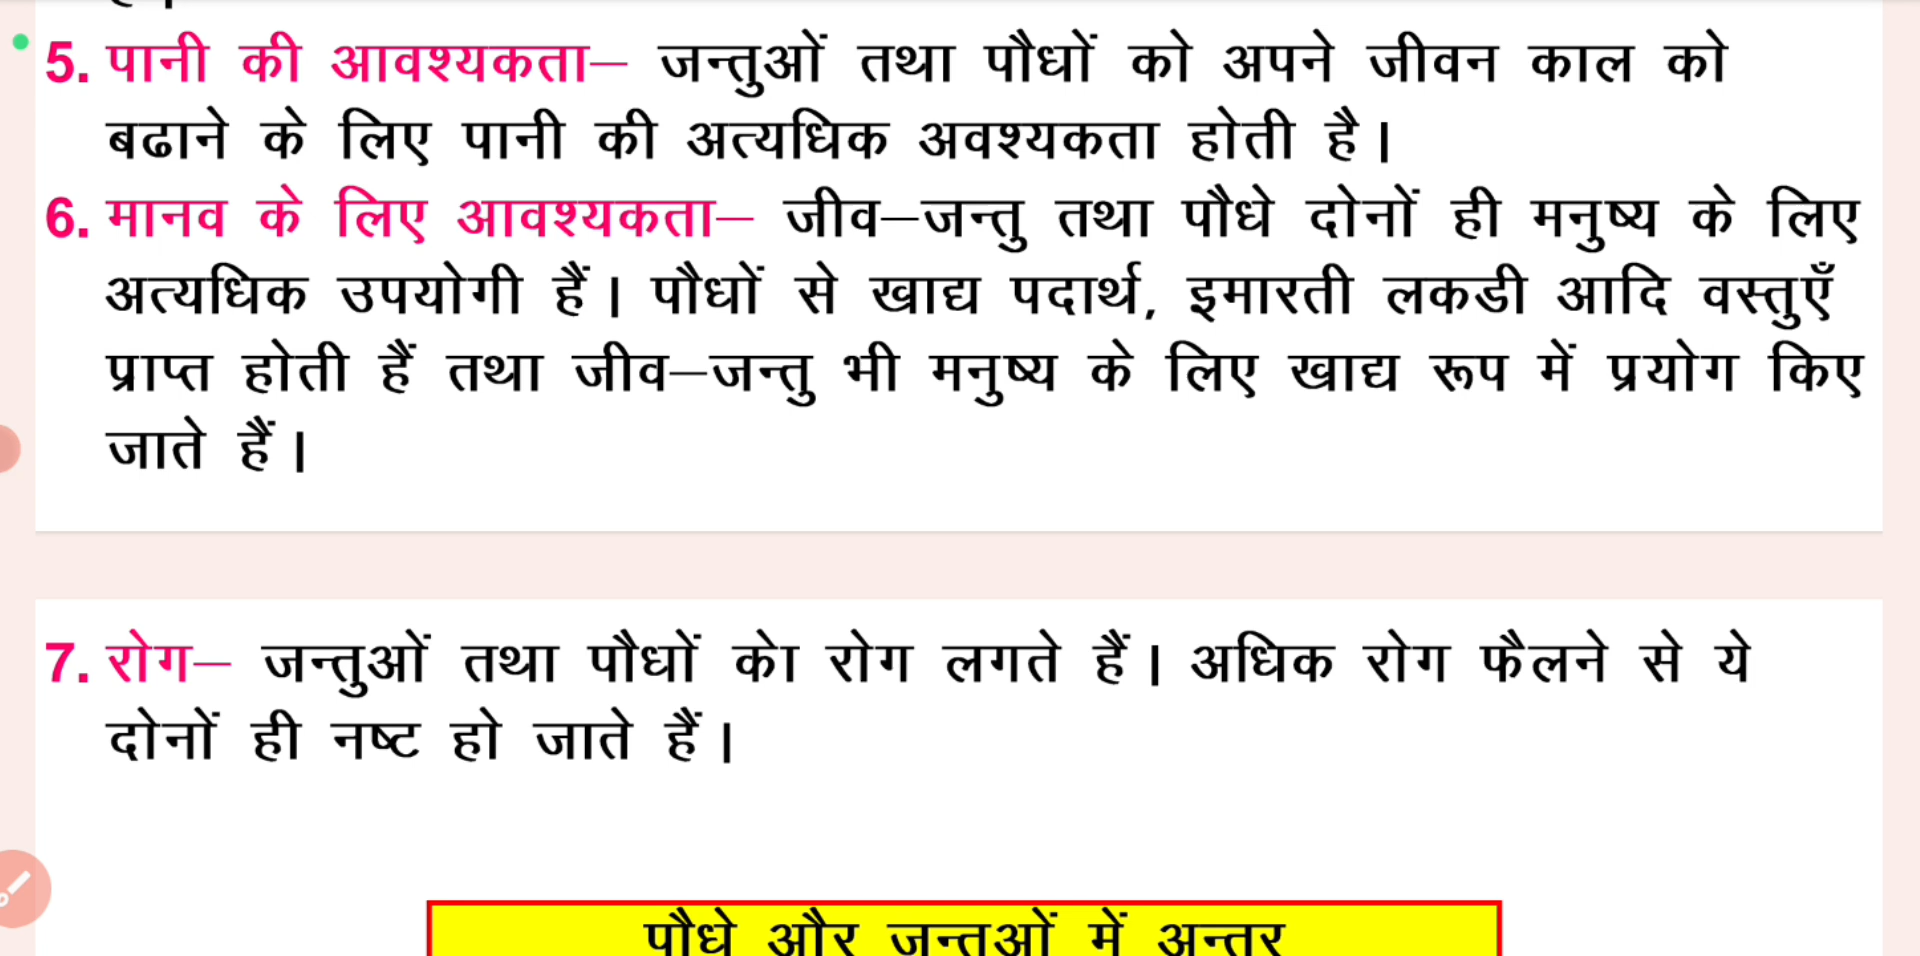 5. पानी की आवश्यकता– जन्तुओं तथा पौधों को अपने जीवन काल को
बढाने के लिए पानी की अत्यधिक अवश्यकता होती है।
6. मानव के लिए आवश्यकता– जीव–जन्तु तथा पौधे दोनों ही मनुष्य के लिए
अत्यधिक उपयोगी हैं। पौधों से खाद्य पदार्थ, इमारती लकडी आदि वस्तुएँ
प्राप्त होती हैं तथा जीव–जन्तु भी मनुष्य के लिए खाद्य रूप में प्रयोग किए
जाते हैं।
7. रोग– जन्तुओं तथा पौधों को रोग लगते हैं। अधिक रोग फैलने से ये
दोनों ही नष्ट हो जाते हैं।
पौधे और जन्तुओं में अन्तर